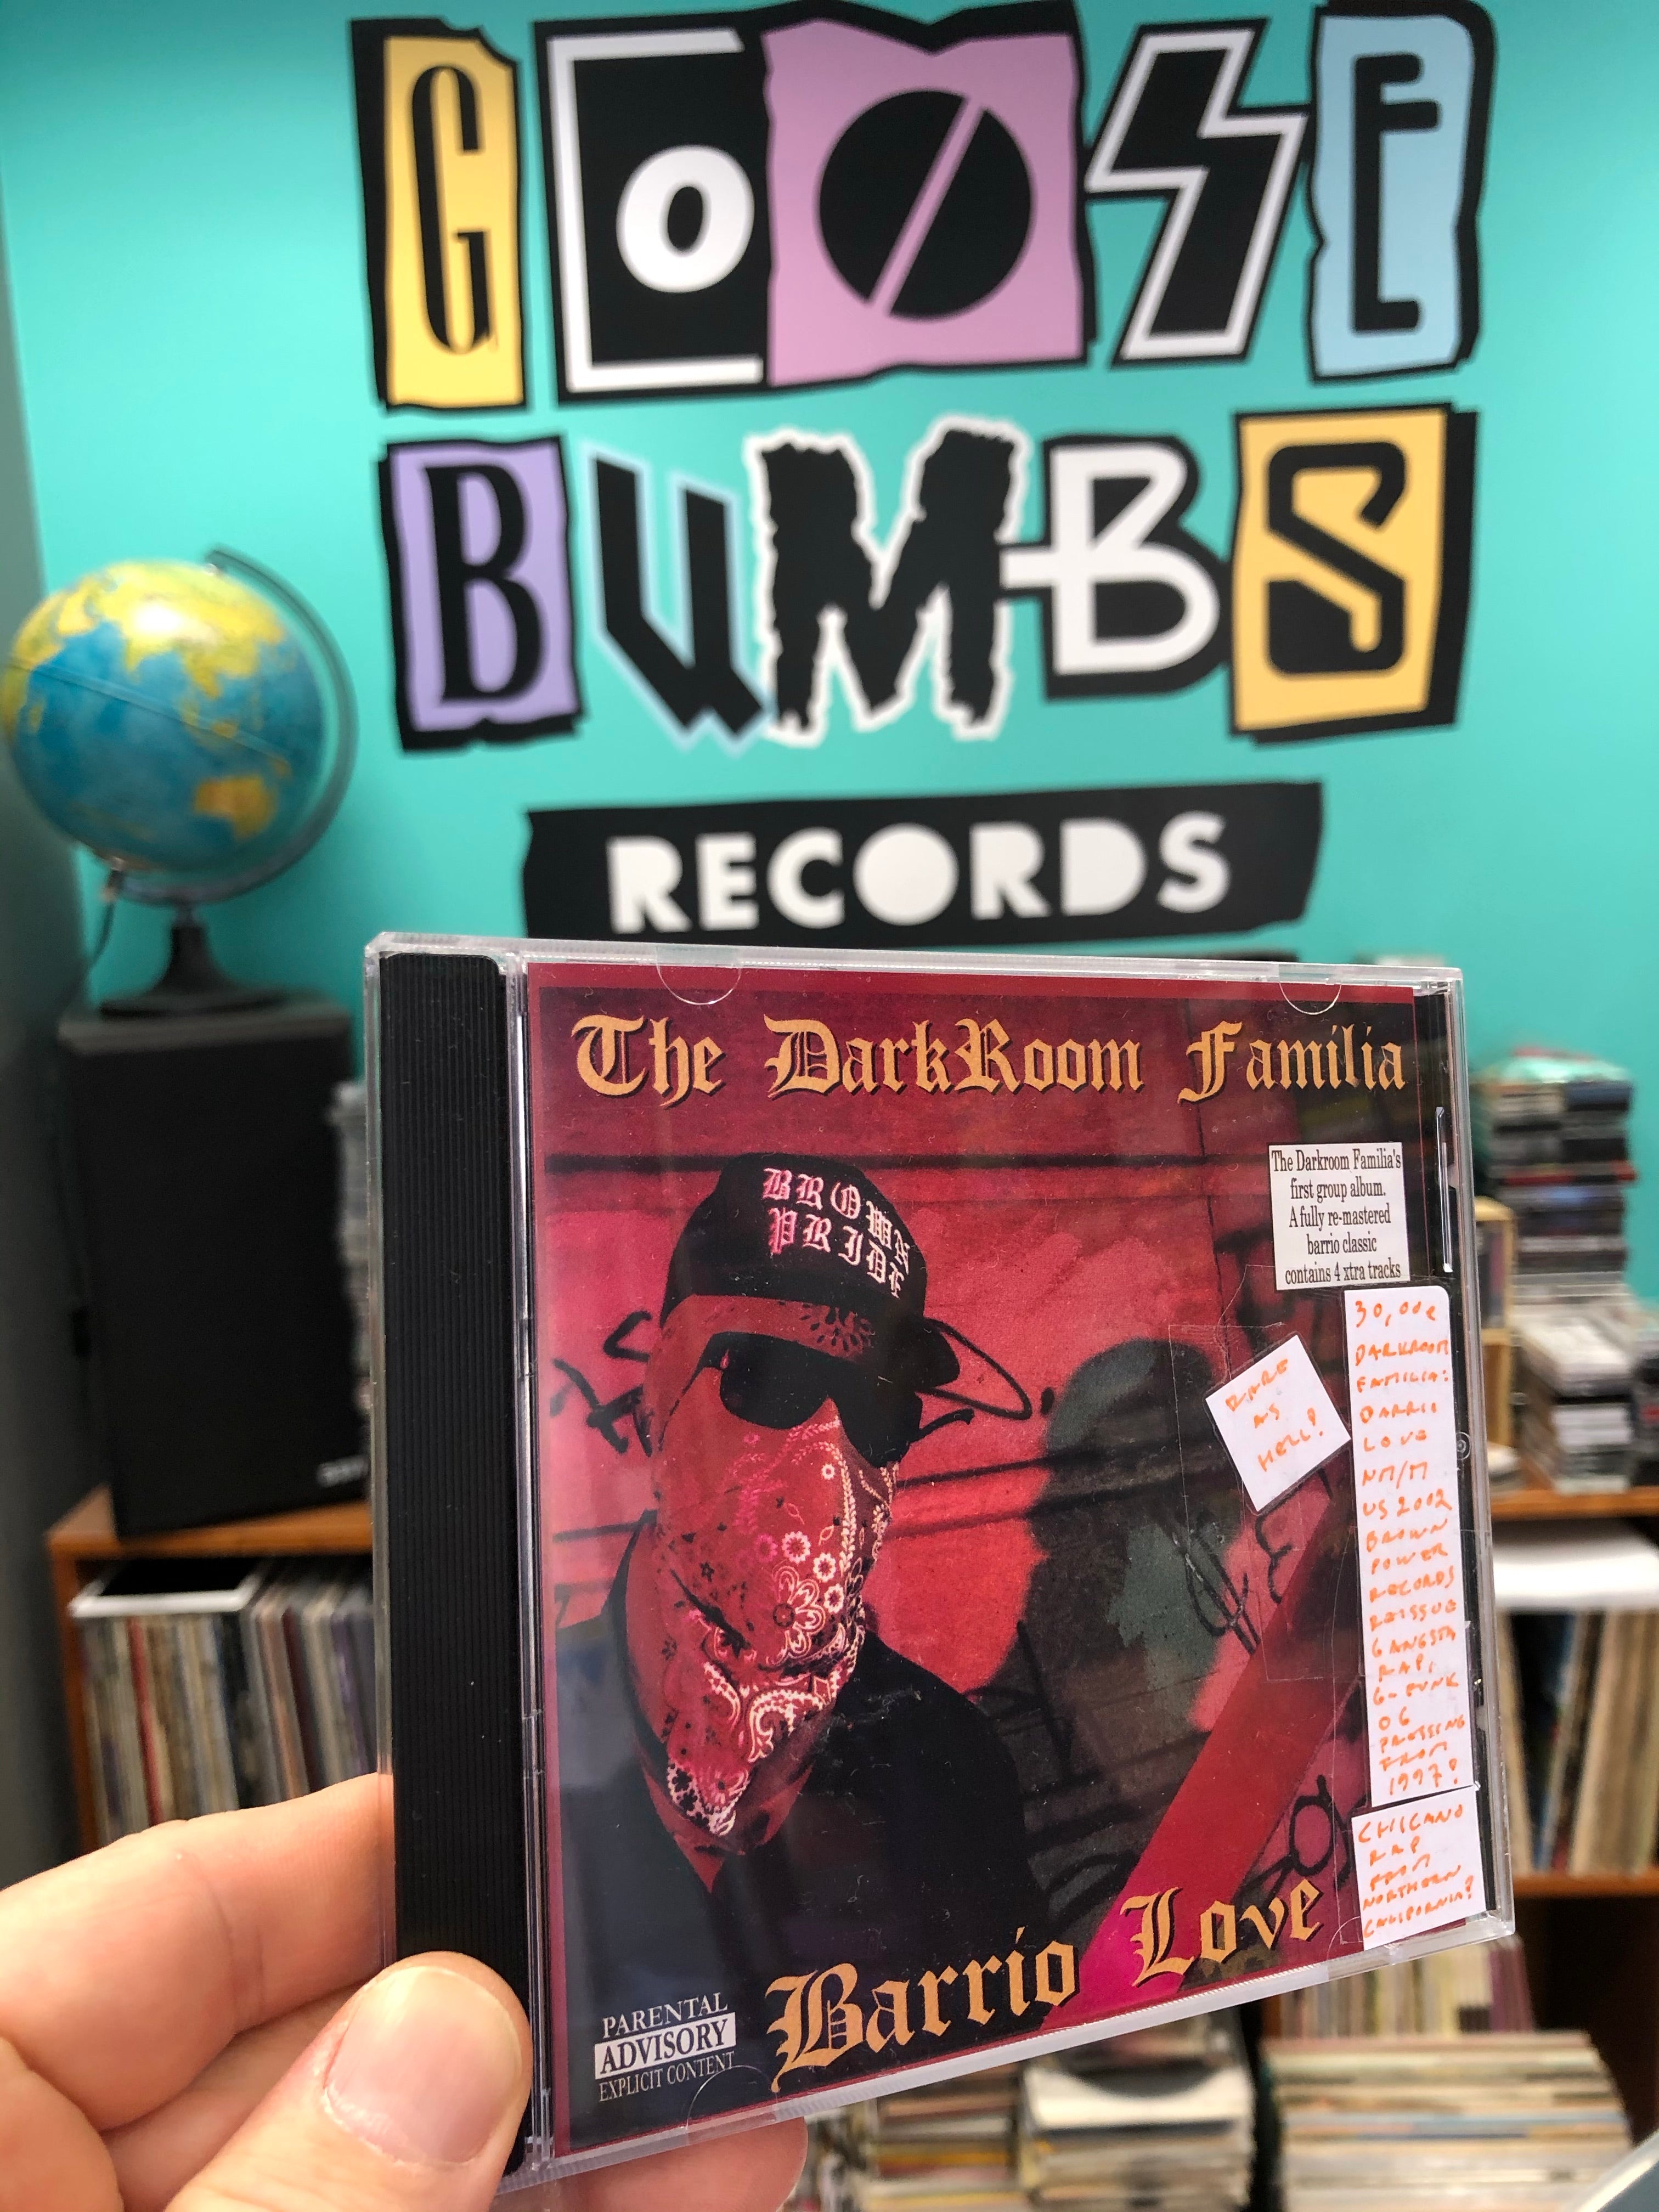 GOOSE
BUMBS
RECORDS
The DarkRoom Familia
BROWN
PRIDE
The Darkroom Familia's
first group album.
A fully re-mastered
barrio classic
contains 4 xtra tracks
RARE
AS
HELL!
30,00€
DARKROOM
FAMILIA:
BARRIO
LOVE
NM/M
US 2002
BROWN
POWER
RECORDS
REISSUE
GANGSTA
RAP,
G-FUNK
OG
PRESSING
FROM
1997!
CHICANO
RAP
FROM
NORTHERN
CALIFORNIA!
Barrio Love
PARENTAL
ADVISORY
EXPLICIT CONTENT